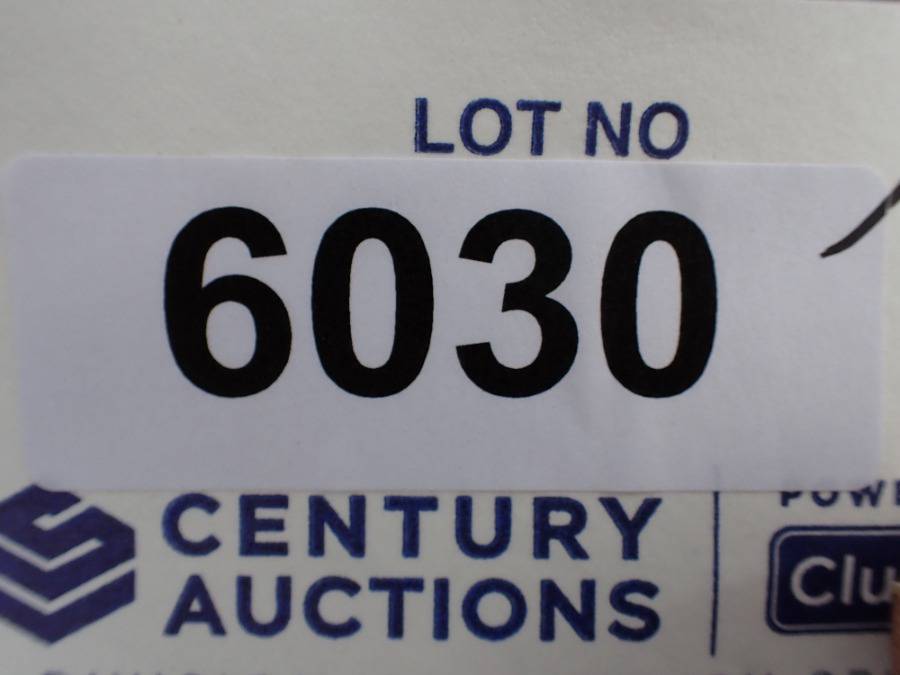 LOT NO
6030
CENTURY
AUCTIONS